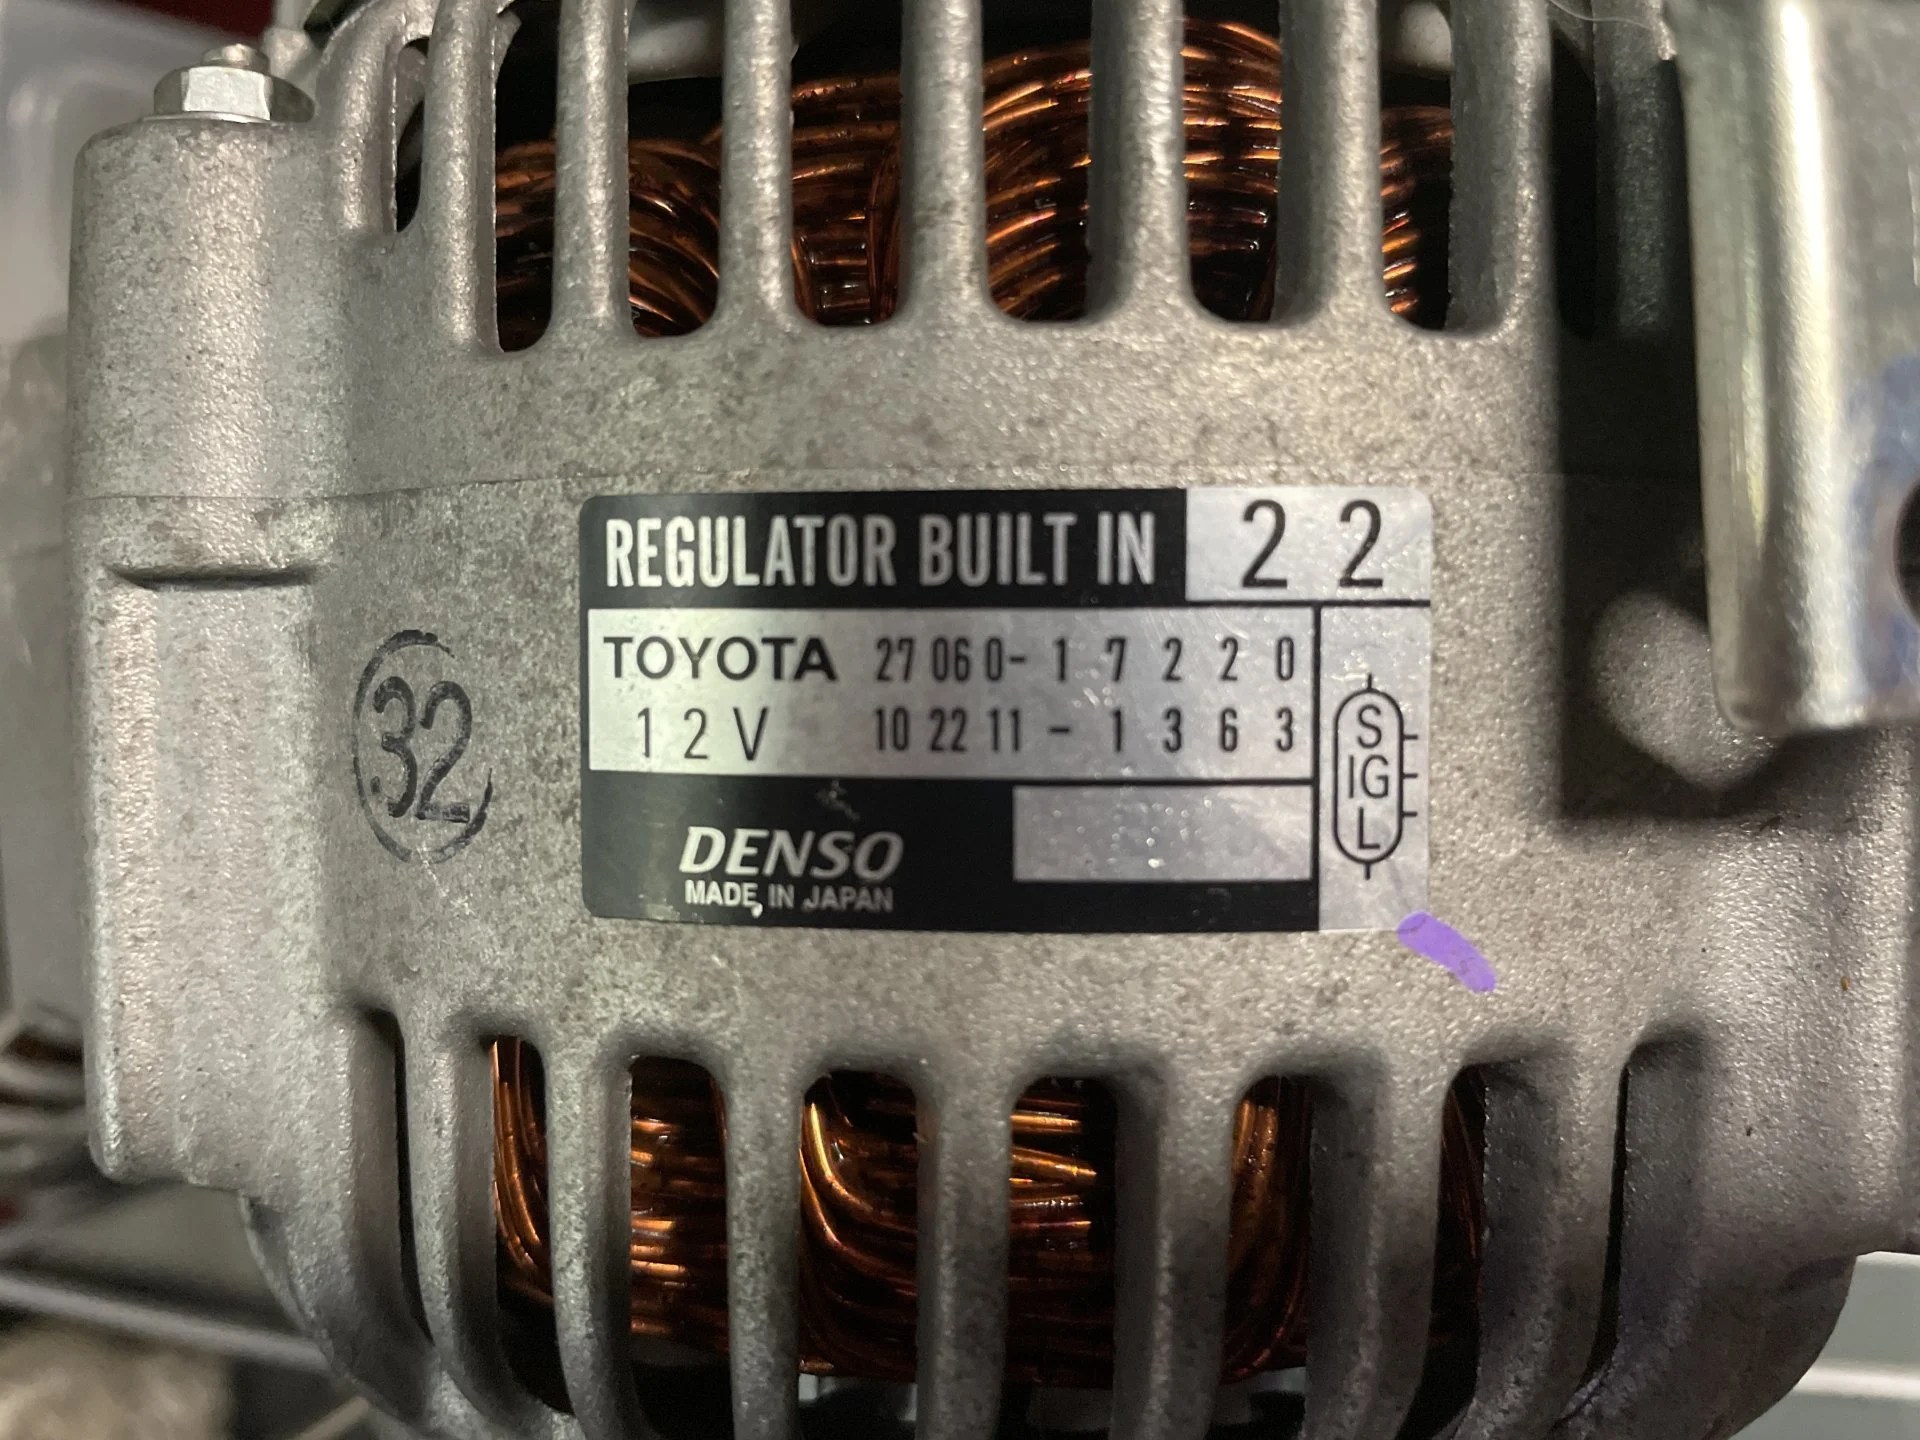 REGULATOR BUILT IN 22
TOYOTA 27060-17220
12V 102211-1363
S
IG
L
32
DENSO
MADE IN JAPAN